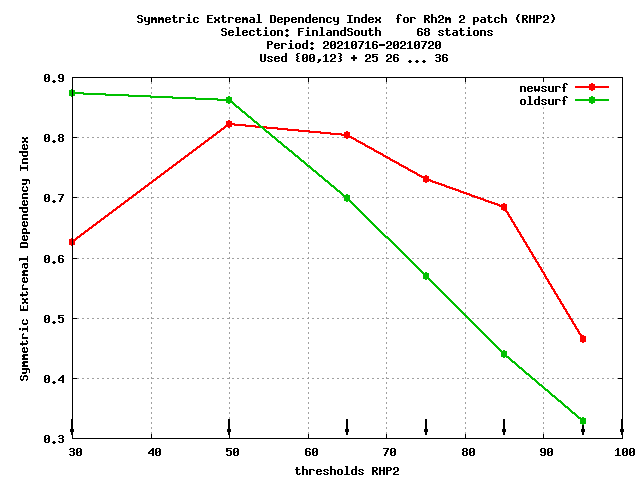 Symmetric Extremal Dependency Index  for Rh2m 2 patch (RHP2)
Selection: FinlandSouth     68 stations
Period: 20210716-20210720
Used {00,12} + 25 26 ... 36
newsurf
oldsurf
0.9
0.8
0.7
0.6
0.5
0.4
0.3
Symmetric Extremal Dependency Index
30 40 50 60 70 80 90 100
thresholds RHP2